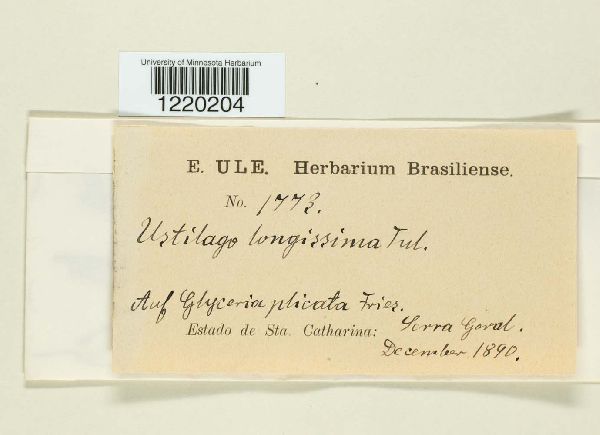 University of Minnesota Herbarium
1220204
E. ULE. Herbarium Brasiliense.
No. 1773.
Ustilago longissima Tul.
Auf Glyceria plicata Fries.
Estado de Sta. Catharina: Serra Geral.
December 1890.